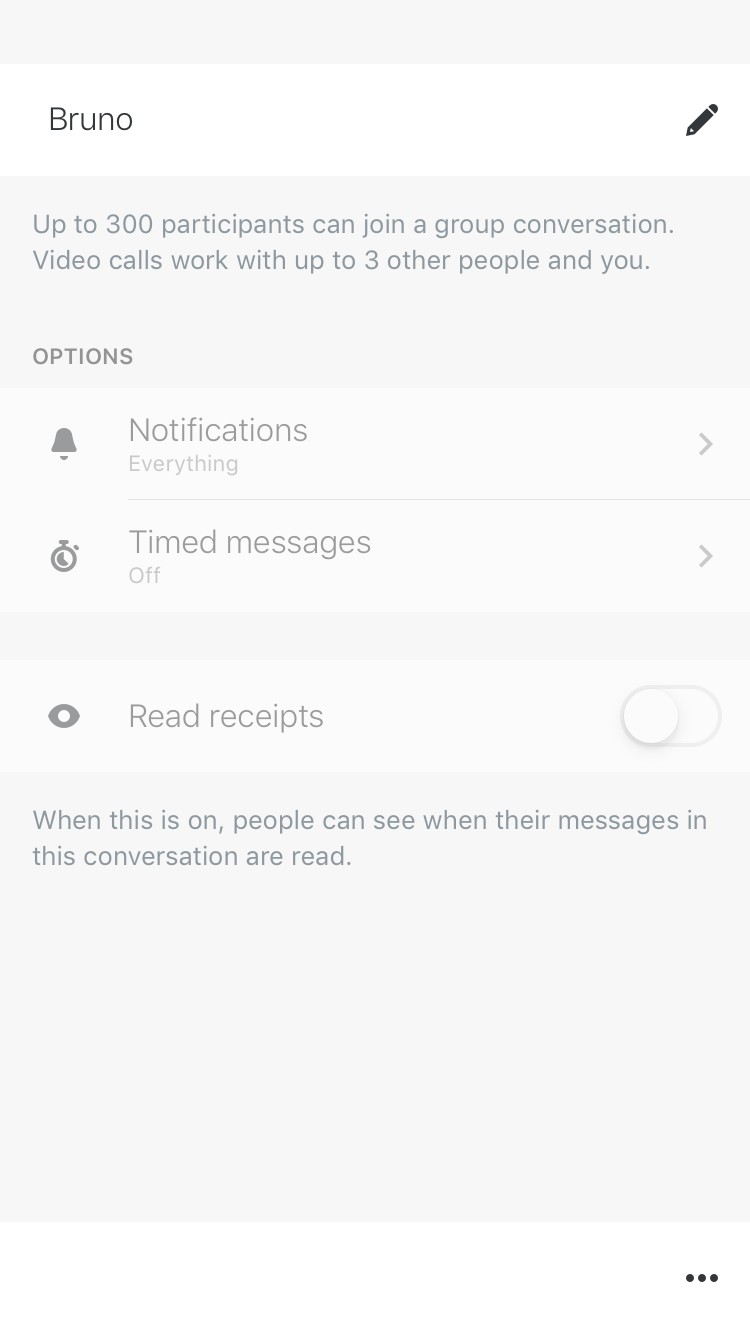 Bruno
Up to 300 participants can join a group conversation.
Video calls work with up to 3 other people and you.
OPTIONS
Notifications
Everything
Timed messages
Off
Read receipts
When this is on, people can see when their messages in
this conversation are read.